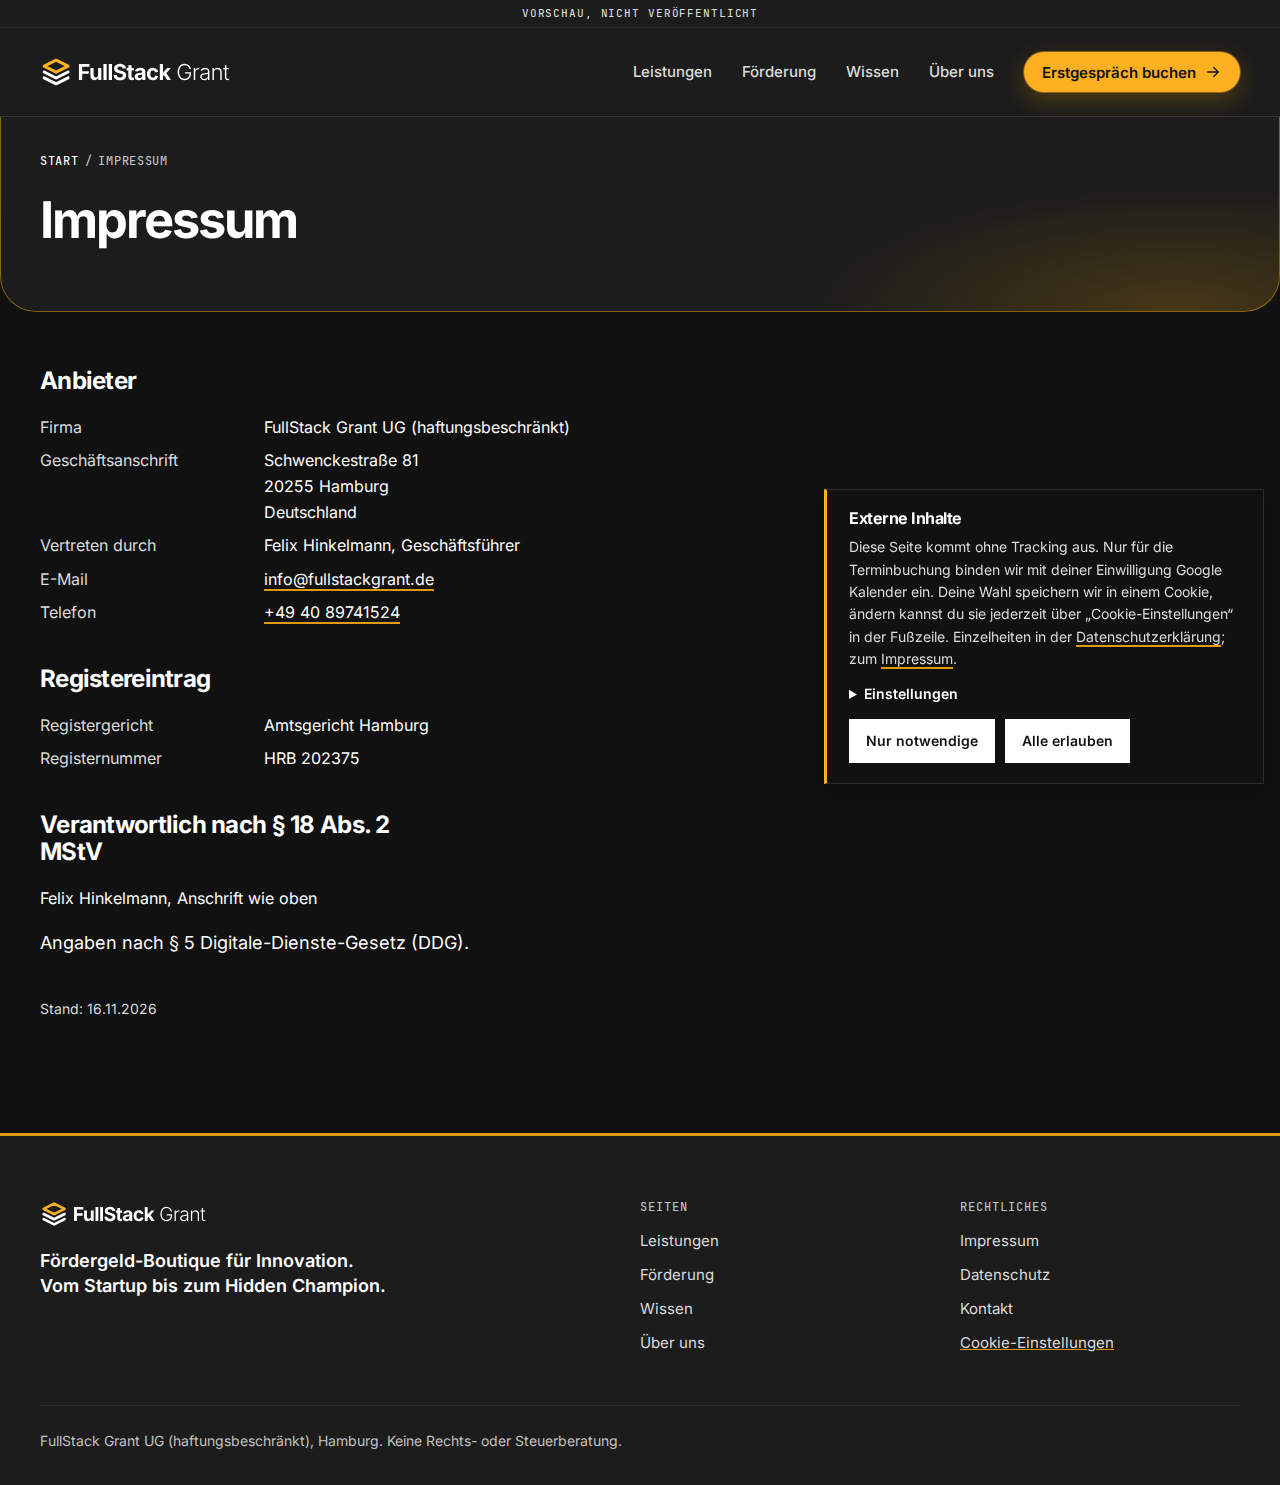 VORSCHAU, NICHT VERÖFFENTLICHT
FullStack Grant
Leistungen
Förderung
Wissen
Über uns
Erstgespräch buchen →
START / IMPRESSUM
Impressum
Anbieter
Firma
FullStack Grant UG (haftungsbeschränkt)
Geschäftsanschrift
Schwenckestraße 81
20255 Hamburg
Deutschland
Vertreten durch
Felix Hinkelmann, Geschäftsführer
E-Mail
info@fullstackgrant.de
Telefon
+49 40 89741524
Registereintrag
Registergericht
Amtsgericht Hamburg
Registernummer
HRB 202375
Verantwortlich nach § 18 Abs. 2
MStV
Felix Hinkelmann, Anschrift wie oben
Angaben nach § 5 Digitale-Dienste-Gesetz (DDG).
Stand: 16.11.2026
Externe Inhalte
Diese Seite kommt ohne Tracking aus. Nur für die
Terminbuchung binden wir mit deiner Einwilligung Google
Kalender ein. Deine Wahl speichern wir in einem Cookie,
ändern kannst du sie jederzeit über „Cookie-Einstellungen“
in der Fußzeile. Einzelheiten in der Datenschutzerklärung;
zum Impressum.
▶ Einstellungen
Nur notwendige
Alle erlauben
FullStack Grant
Fördergeld-Boutique für Innovation.
Vom Startup bis zum Hidden Champion.
SEITEN
Leistungen
Förderung
Wissen
Über uns
RECHTLICHES
Impressum
Datenschutz
Kontakt
Cookie-Einstellungen
FullStack Grant UG (haftungsbeschränkt), Hamburg. Keine Rechts- oder Steuerberatung.